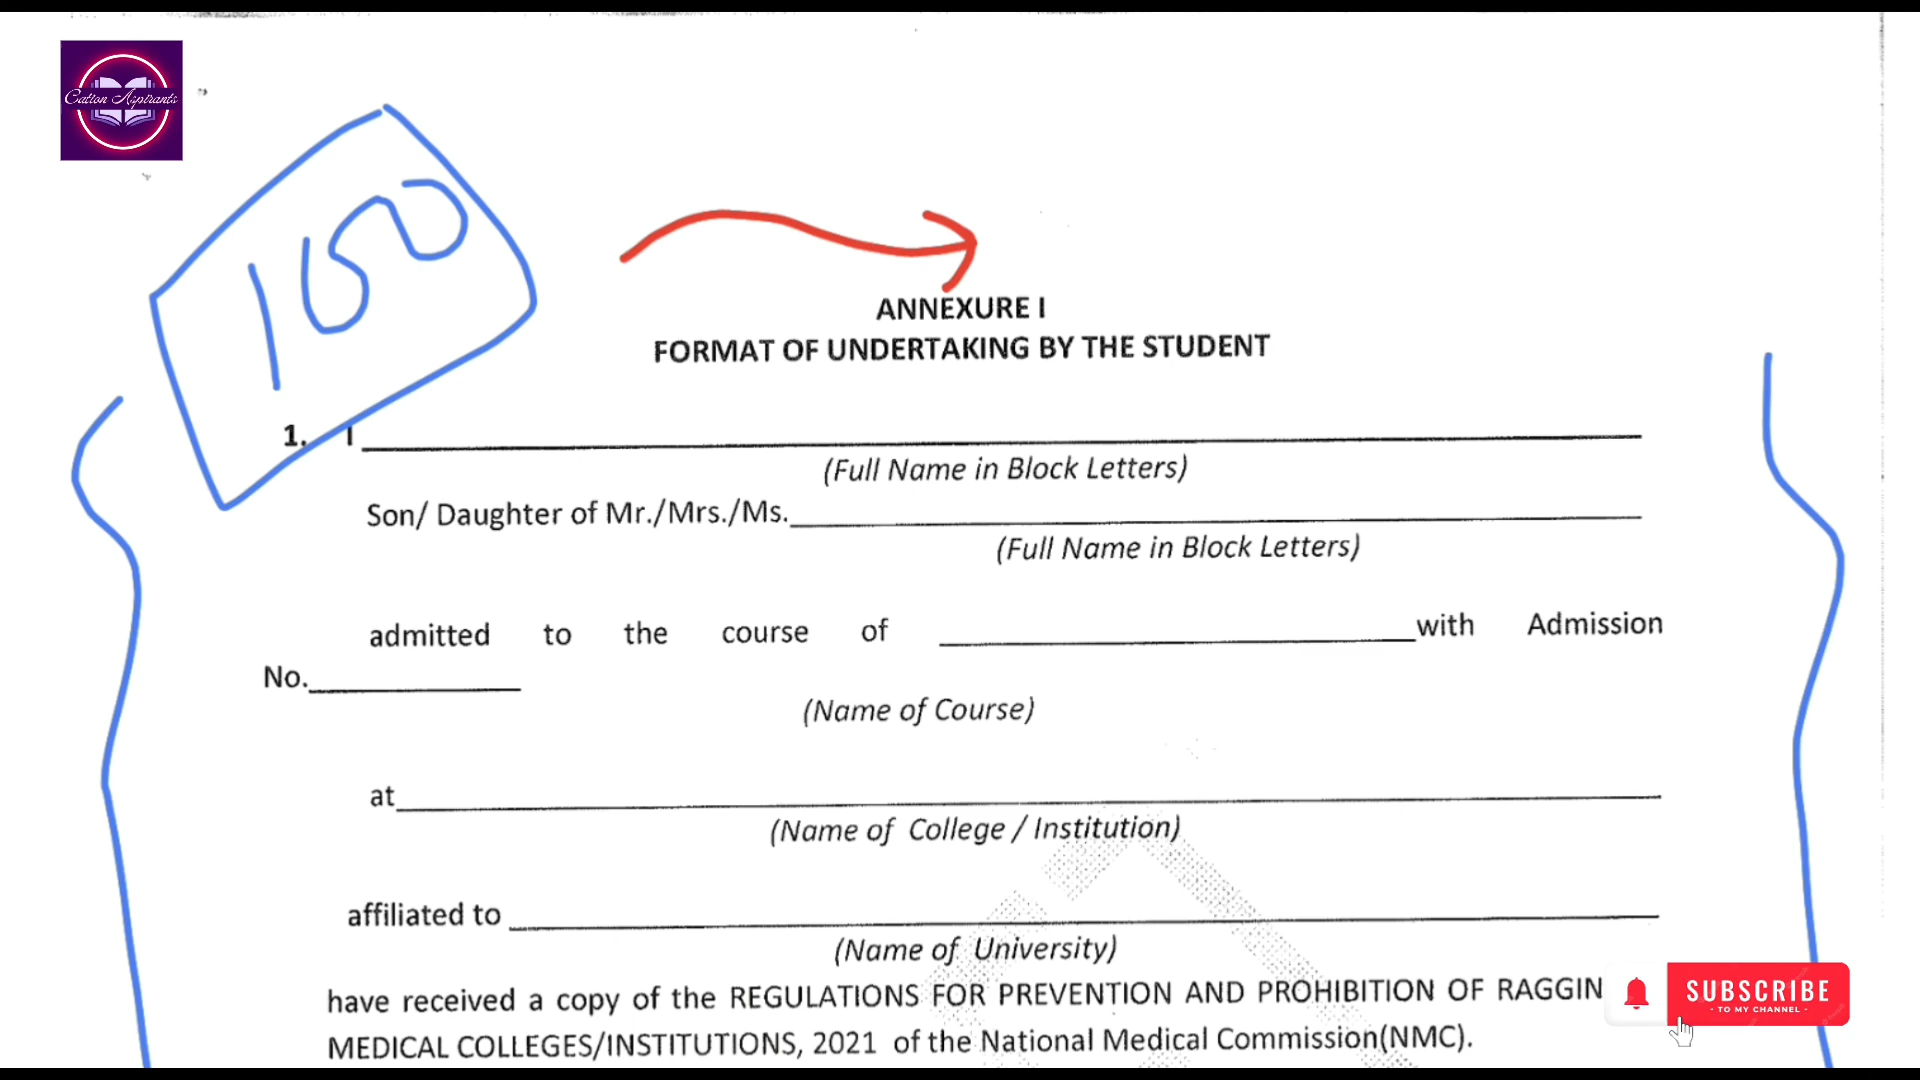 Cation Aspirants
100
ANNEXURE I
FORMAT OF UNDERTAKING BY THE STUDENT
1. I
(Full Name in Block Letters)
Son/ Daughter of Mr./Mrs./Ms.
(Full Name in Block Letters)
admitted to the course of with Admission
No.
(Name of Course)
at
(Name of College / Institution)
affiliated to
(Name of University)
have received a copy of the REGULATIONS FOR PREVENTION AND PROHIBITION OF RAGGIN
MEDICAL COLLEGES/INSTITUTIONS, 2021 of the National Medical Commission(NMC).
SUBSCRIBE
- TO MY CHANNEL -